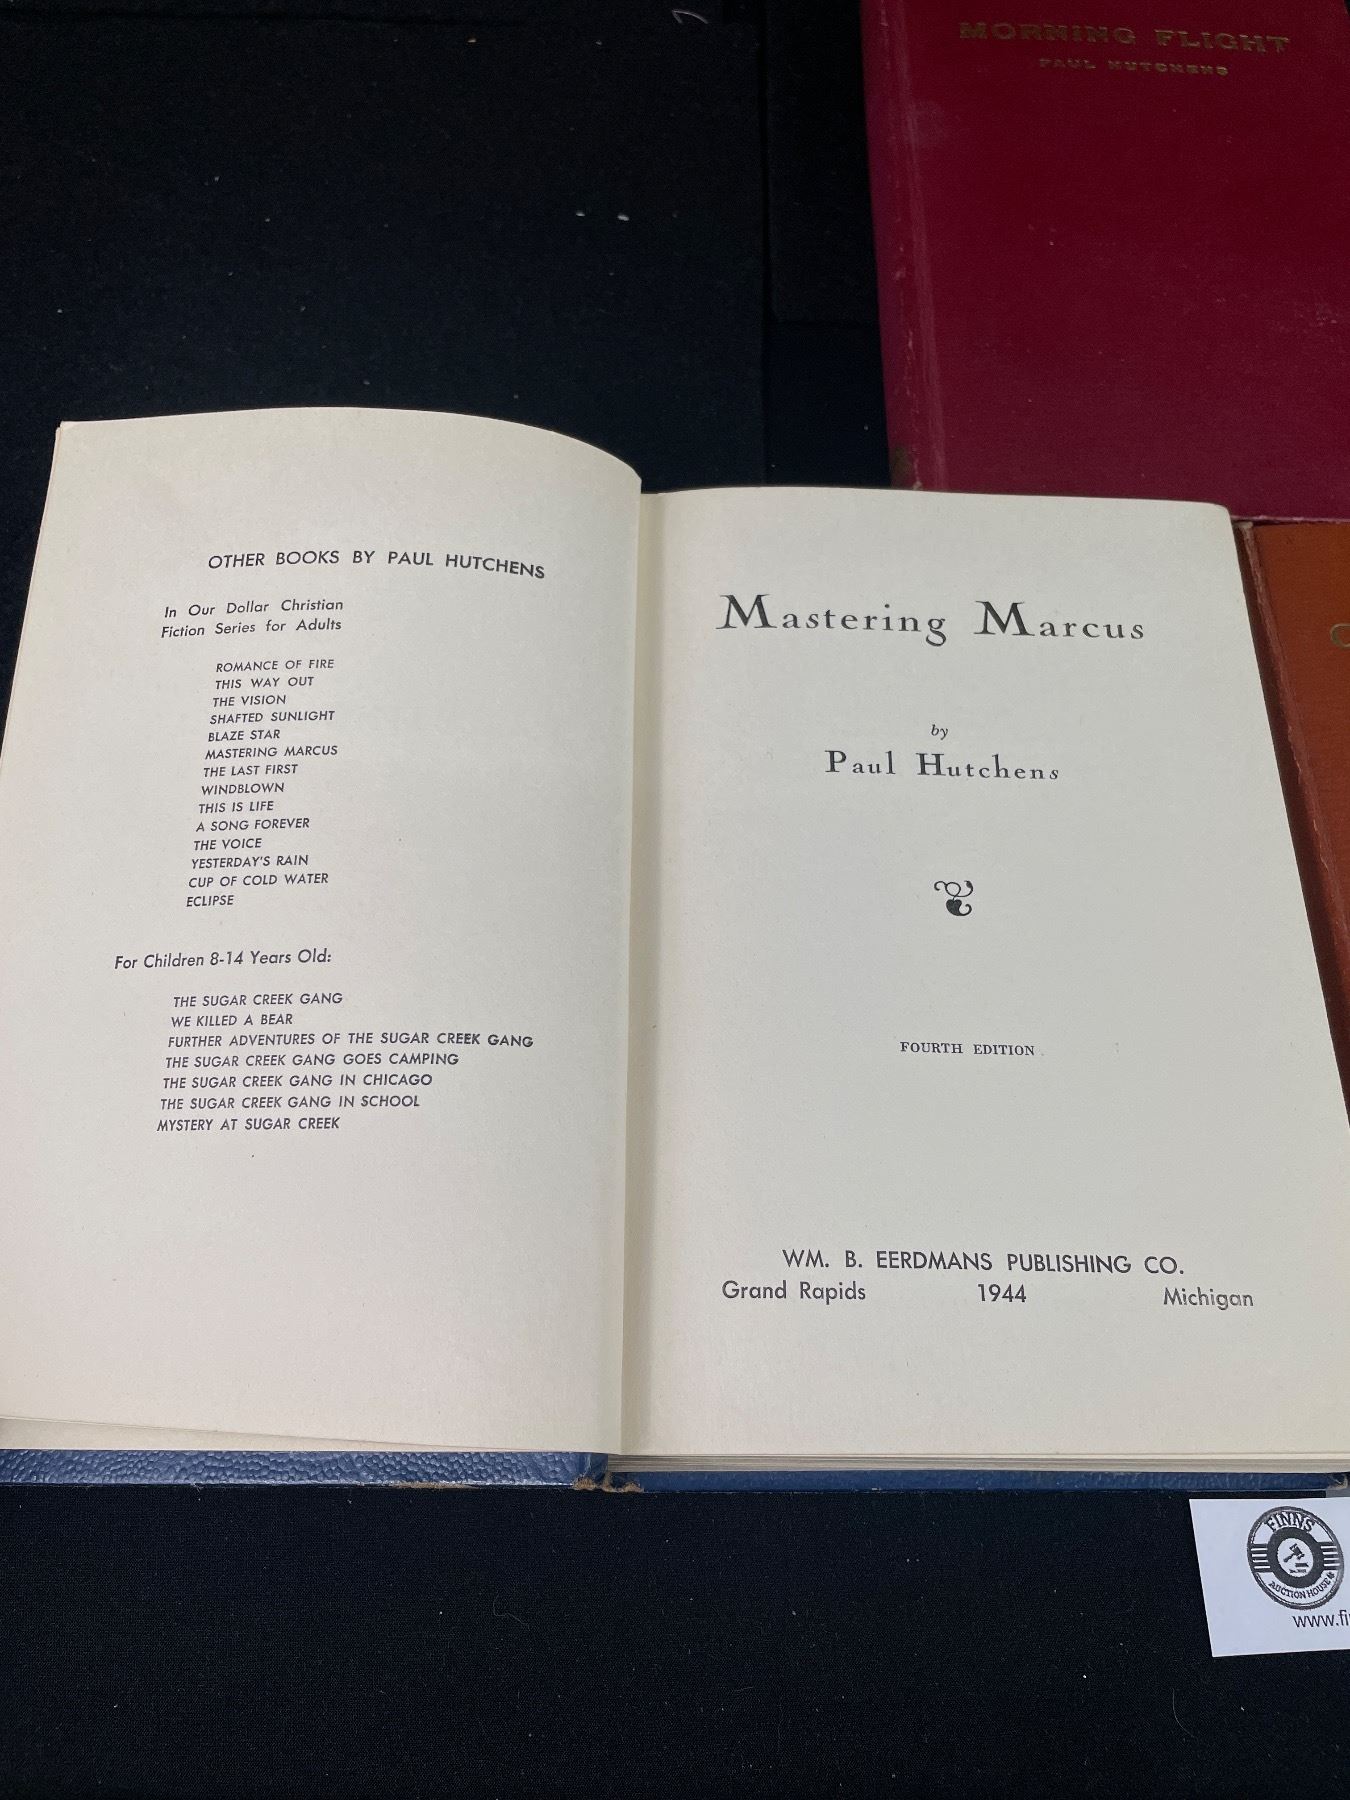 MORNING FLIGHT
PAUL HUTCHENS
OTHER BOOKS BY PAUL HUTCHENS
In Our Dollar Christian
Fiction Series for Adults
ROMANCE OF FIRE
THIS WAY OUT
THE VISION
SHAFTED SUNLIGHT
BLAZE STAR
MASTERING MARCUS
THE LAST FIRST
WINDBLOWN
THIS IS LIFE
A SONG FOREVER
THE VOICE
YESTERDAY'S RAIN
CUP OF COLD WATER
ECLIPSE
For Children 8-14 Years Old:
THE SUGAR CREEK GANG
WE KILLED A BEAR
FURTHER ADVENTURES OF THE SUGAR CREEK GANG
THE SUGAR CREEK GANG GOES CAMPING
THE SUGAR CREEK GANG IN CHICAGO
THE SUGAR CREEK GANG IN SCHOOL
MYSTERY AT SUGAR CREEK
Mastering Marcus
by
Paul Hutchens
FOURTH EDITION
WM. B. EERDMANS PUBLISHING CO.
Grand Rapids 1944 Michigan
FINNS
AUCTION HOUSE
www.fi